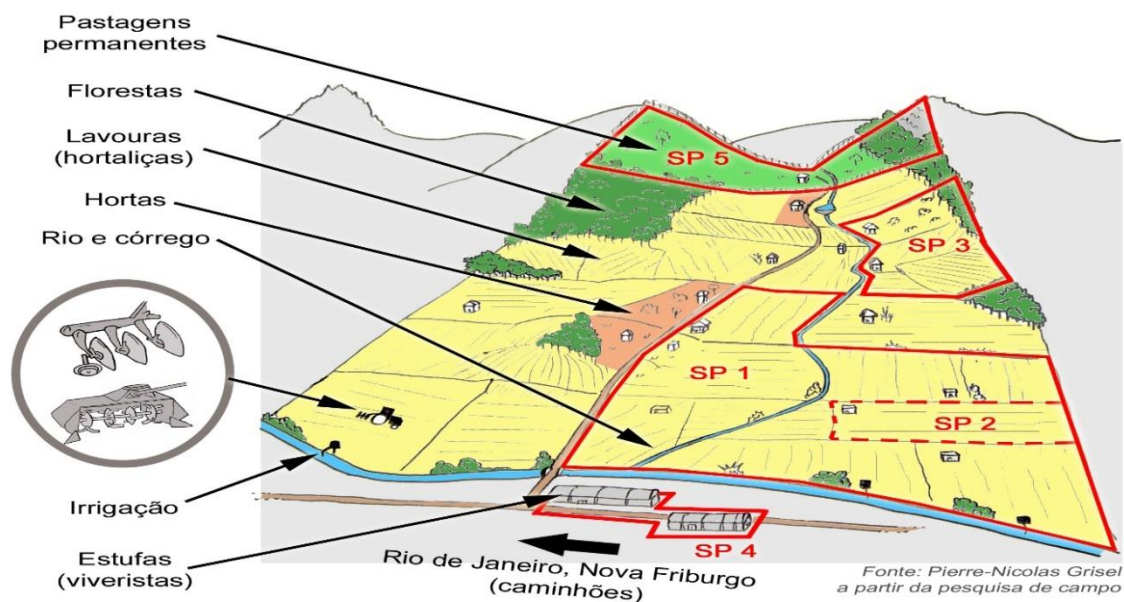 Pastagens
permanentes
Florestas
Lavouras
(hortaliças)
Hortas
Rio e córrego
Irrigação
Estufas
(viveristas)
SP 5
SP 3
SP 1
SP 2
SP 4
Rio de Janeiro, Nova Friburgo
(caminhões)
Fonte: Pierre-Nicolas Grisel
a partir da pesquisa de campo